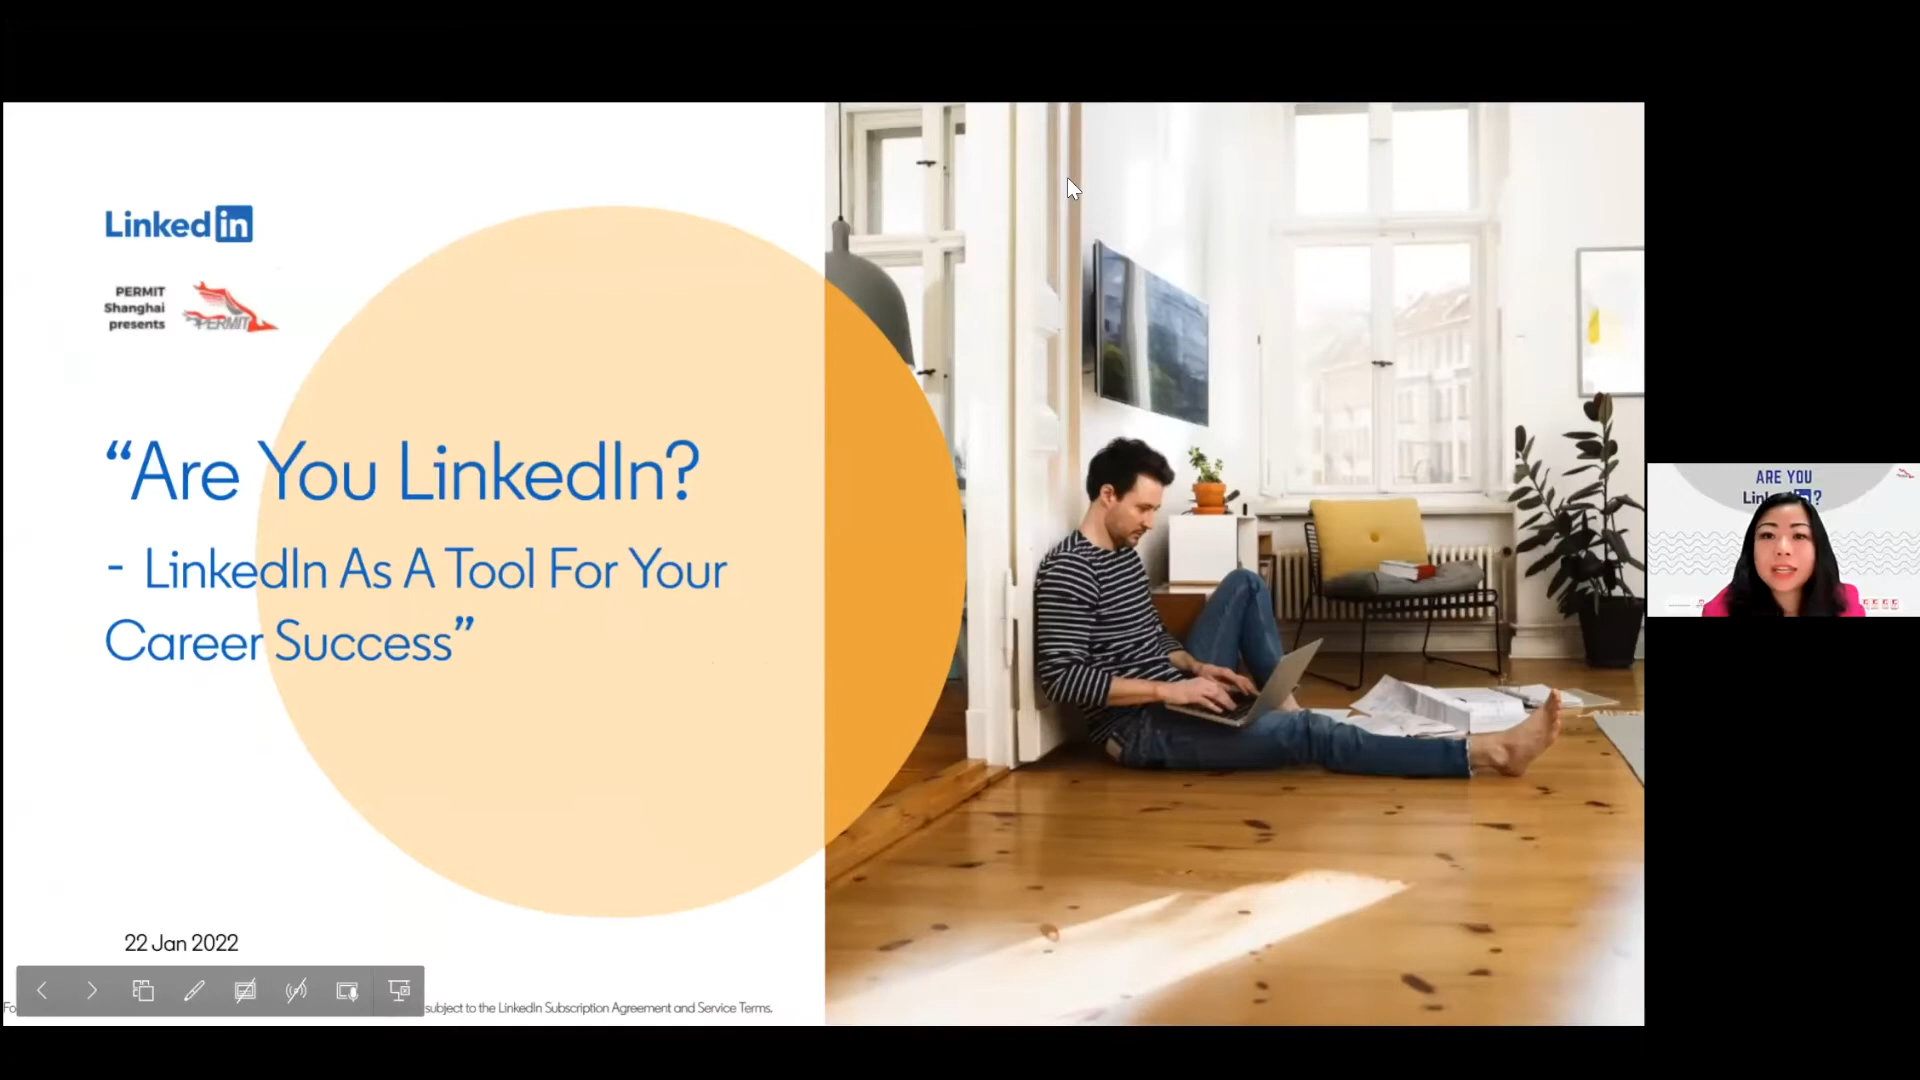 Linked in
PERMIT
Shanghai
presents
PERMIT
“Are You LinkedIn?
- LinkedIn As A Tool For Your
Career Success”
22 Jan 2022
subject to the LinkedIn Subscription Agreement and Service Terms.
ARE YOU